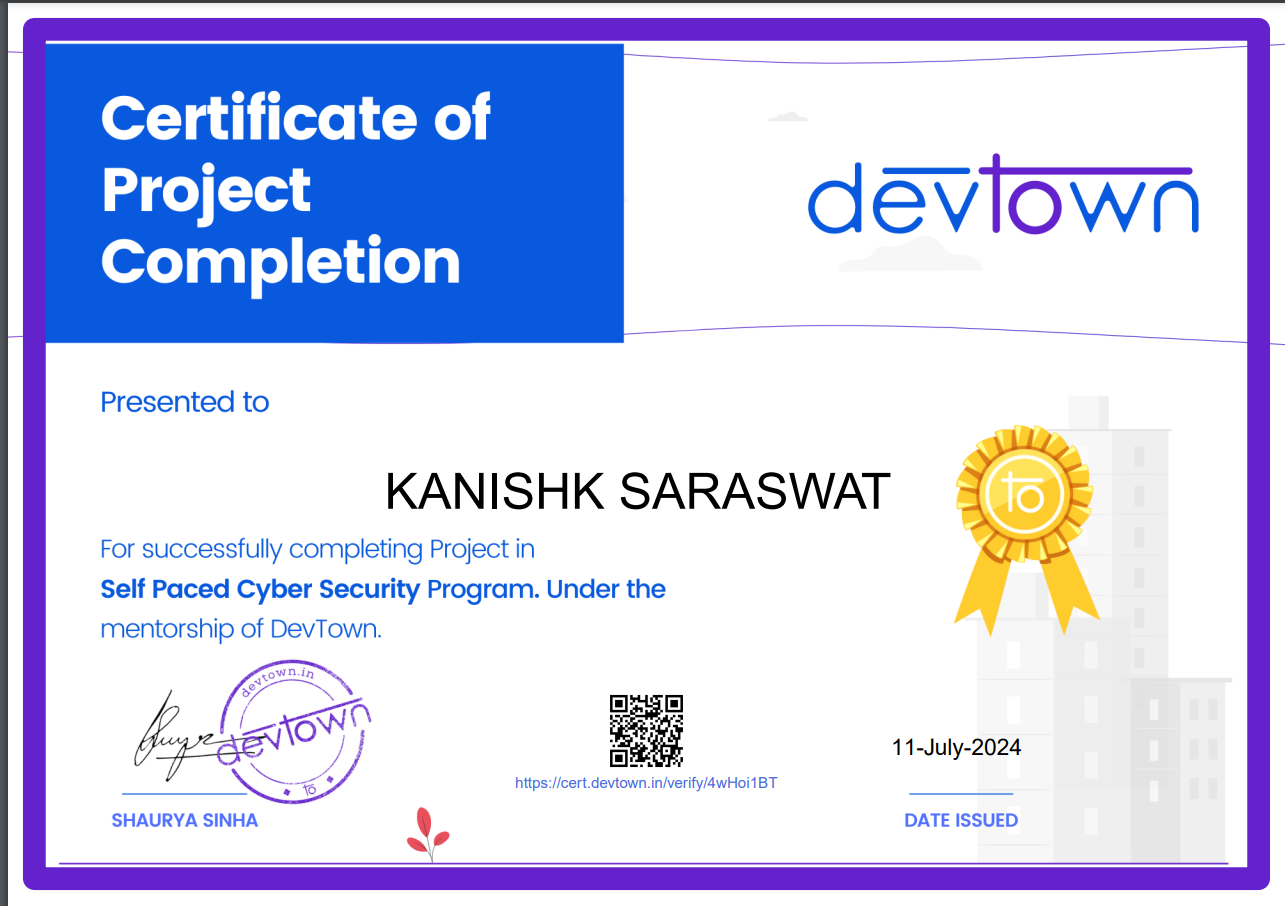 Certificate of
Project
Completion
devtown
Presented to
KANISHK SARASWAT
to
For successfully completing Project in
Self Paced Cyber Security Program. Under the
mentorship of DevTown.
devtown.in
devtown
to
11-July-2024
https://cert.devtown.in/verify/4wHoi1BT
SHAURYA SINHA
DATE ISSUED